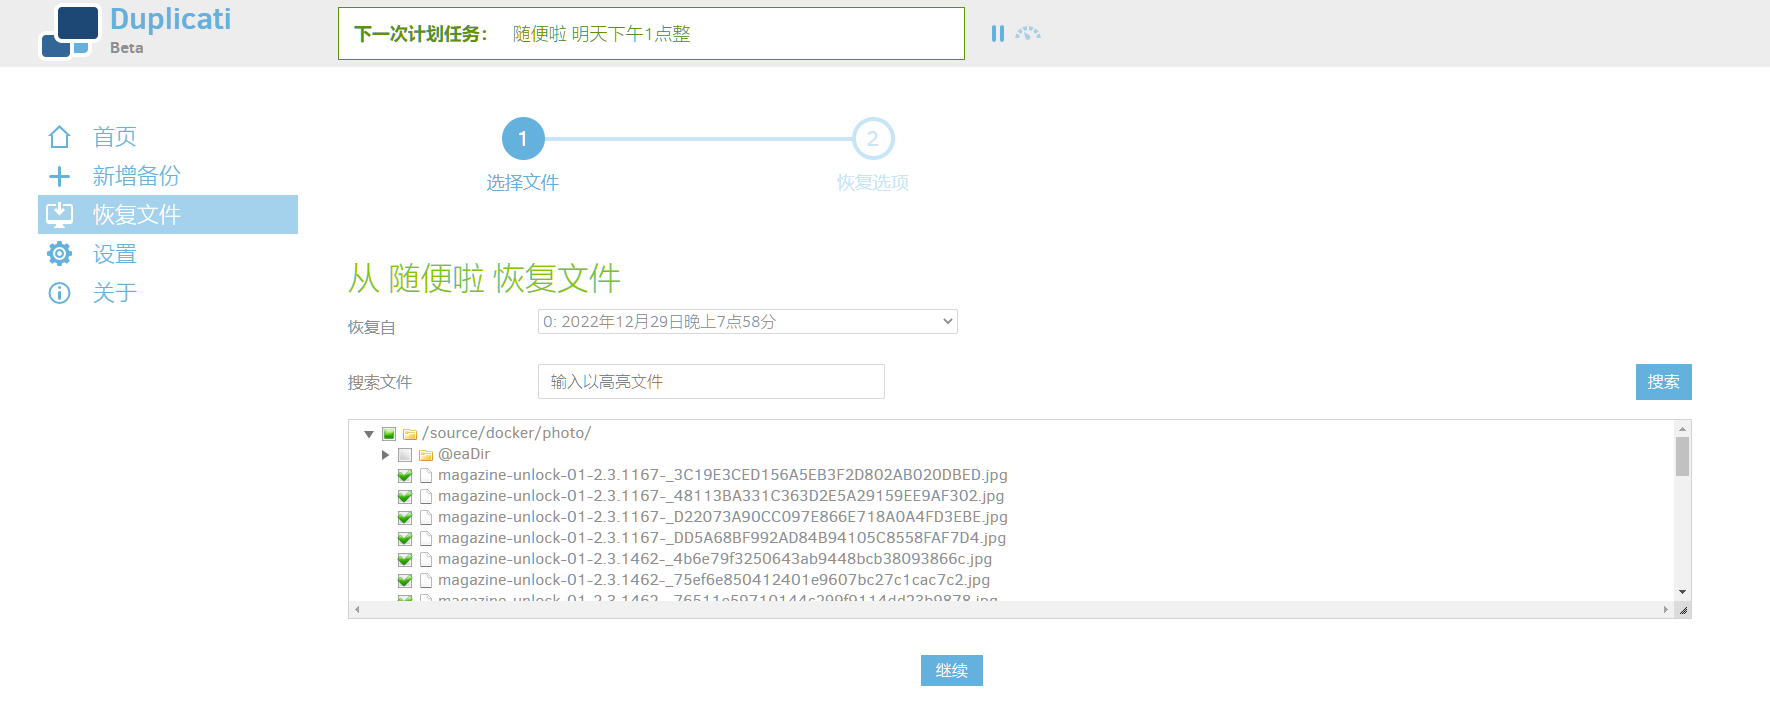 Duplicati
Beta
下一次计划任务： 随便啦 明天下午1点整
首页
新增备份
恢复文件
设置
关于
1
2
选择文件
恢复选项
从 随便啦 恢复文件
恢复自
0: 2022年12月29日晚上7点58分
搜索文件
输入以高亮文件
搜索
/source/docker/photo/
@eaDir
magazine-unlock-01-2.3.1167-_3C19E3CED156A5EB3F2D802AB020DBED.jpg
magazine-unlock-01-2.3.1167-_48113BA331C363D2E5A29159EE9AF302.jpg
magazine-unlock-01-2.3.1167-_D22073A90CC097E866E718A0A4FD3EBE.jpg
magazine-unlock-01-2.3.1167-_DD5A68BF992AD84B94105C8558FAF7D4.jpg
magazine-unlock-01-2.3.1462-_4b6e79f3250643ab9448bcb38093866c.jpg
magazine-unlock-01-2.3.1462-_75ef6e850412401e9607bc27c1cac7c2.jpg
继续